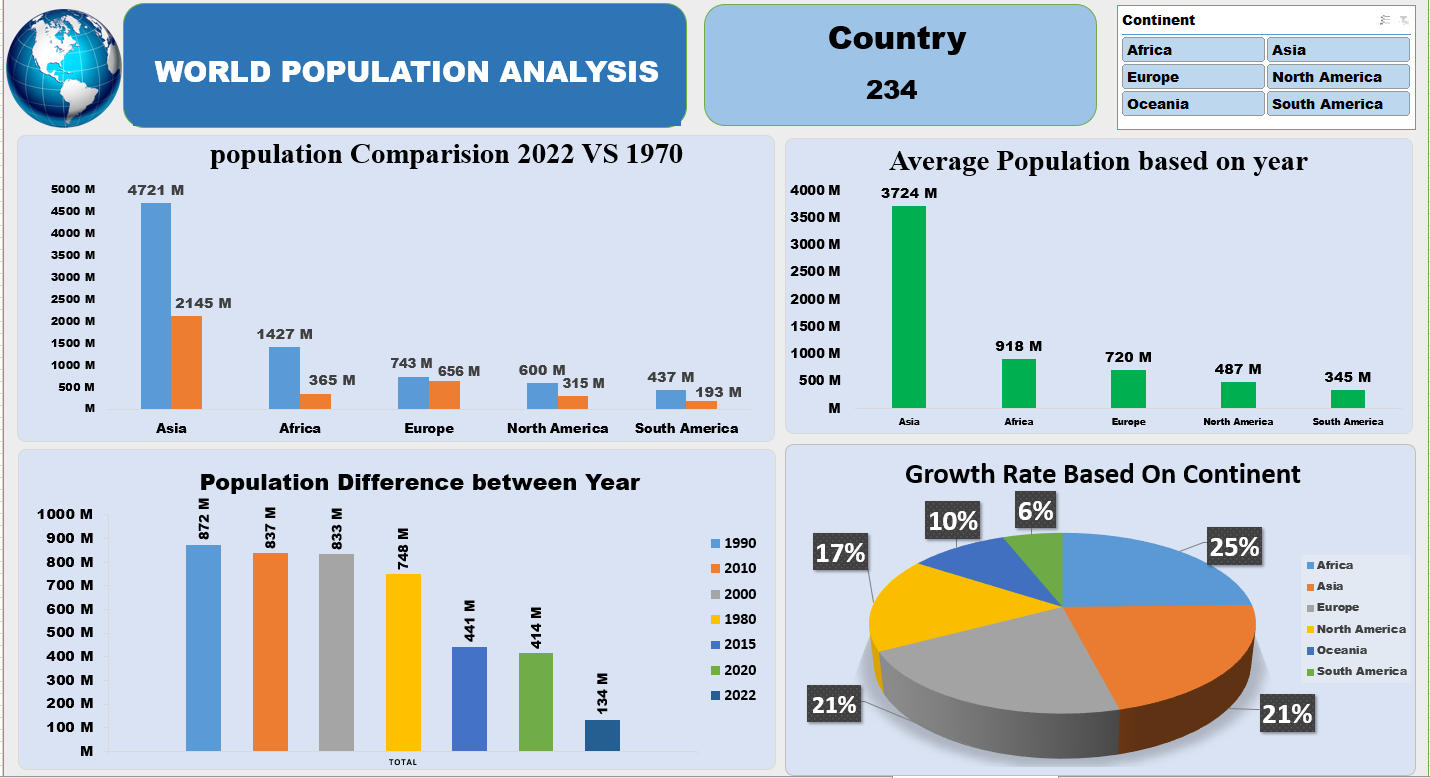 WORLD POPULATION ANALYSIS
Country
234
Continent
Africa
Asia
Europe
North America
Oceania
South America
population Comparision 2022 VS 1970
5000 M
4500 M
4000 M
3500 M
3000 M
2500 M
2000 M
1500 M
1000 M
500 M
M
4721 M
2145 M
1427 M
365 M
743 M
656 M
600 M
315 M
437 M
193 M
Asia
Africa
Europe
North America
South America
Average Population based on year
4000 M
3500 M
3000 M
2500 M
2000 M
1500 M
1000 M
500 M
M
3724 M
918 M
720 M
487 M
345 M
Asia
Africa
Europe
North America
South America
Population Difference between Year
1000 M
900 M
800 M
700 M
600 M
500 M
400 M
300 M
200 M
100 M
M
872 M
837 M
833 M
748 M
441 M
414 M
134 M
TOTAL
1990
2010
2000
1980
2015
2020
2022
Growth Rate Based On Continent
6%
10%
17%
25%
21%
21%
Africa
Asia
Europe
North America
Oceania
South America